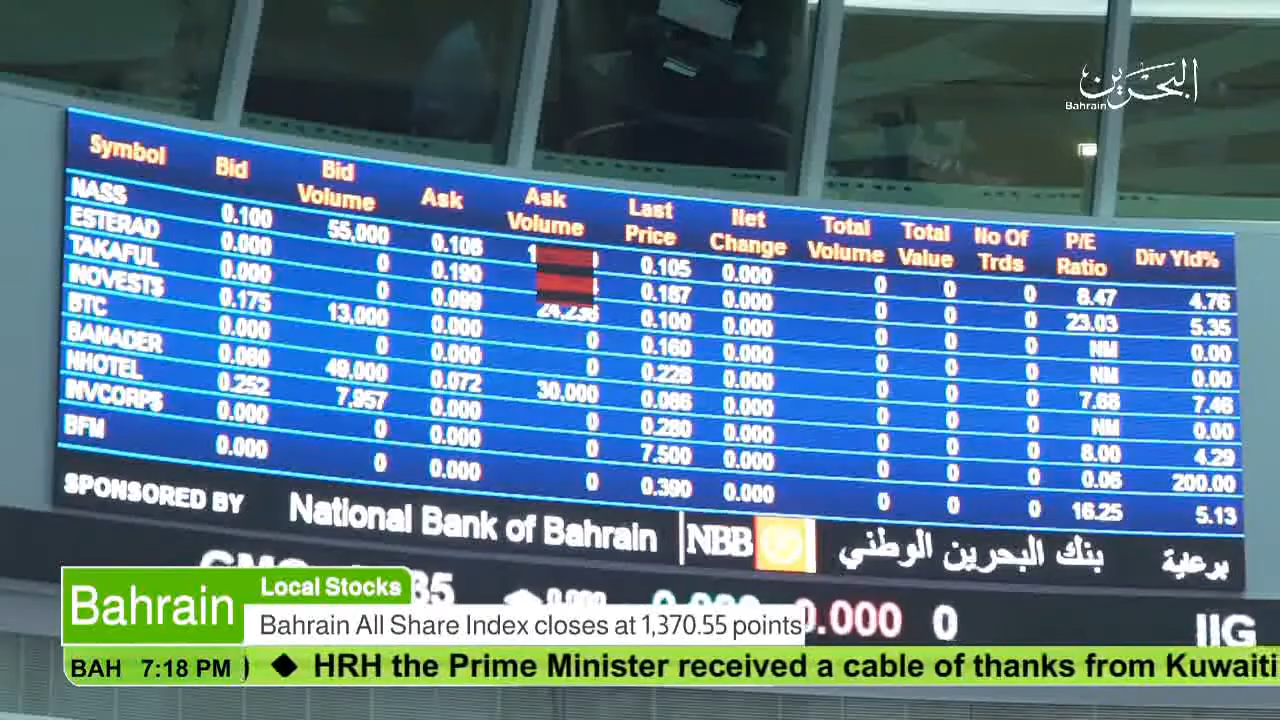 البحرين
Bahrain
Symbol Bid Bid Volume Ask Ask Volume Last Price Net Change Total Volume Total Value No Of Trds P/E Ratio Div Yld%
NASS 0.100 55,000 0.106 0.105 0.000 0 0 0 8.47 4.76
ESTERAD 0.000 0 0.190 0.187 0.000 0 0 0 23.03 5.35
TAKAFUL 0.000 0 0.099 24,236 0.100 0.000 0 0 0 NM 0.00
INOVEST$ 0.175 13,000 0.000 0 0.160 0.000 0 0 0 NM 0.00
BTC 0.000 0 0.000 0 0.228 0.000 0 0 0 7.68 7.46
BANADER 0.060 49,000 0.072 30,000 0.066 0.000 0 0 0 NM 0.00
NHOTEL 0.252 7,957 0.000 0 0.280 0.000 0 0 0 8.00 4.29
INVCORP$ 0.000 0 0.000 0 7.500 0.000 0 0 0 0.05 200.00
BFM 0.000 0 0.000 0 0.390 0.000 0 0 0 16.25 5.13
SPONSORED BY National Bank of Bahrain NBB بنك البحرين الوطني برعاية
0.000 0 IIG
Bahrain
Local Stocks
Bahrain All Share Index closes at 1,370.55 points
BAH 7:18 PM ) ◆ HRH the Prime Minister received a cable of thanks from Kuwaiti